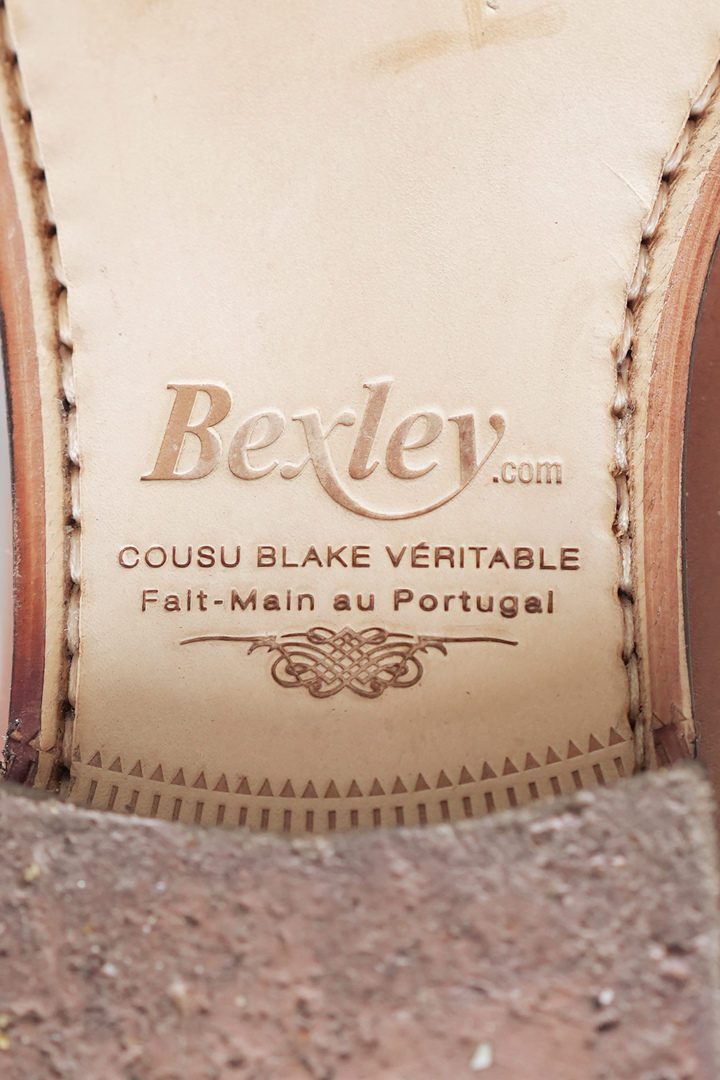 Bexley.com
COUSU BLAKE VÉRITABLE
Fait-Main au Portugal